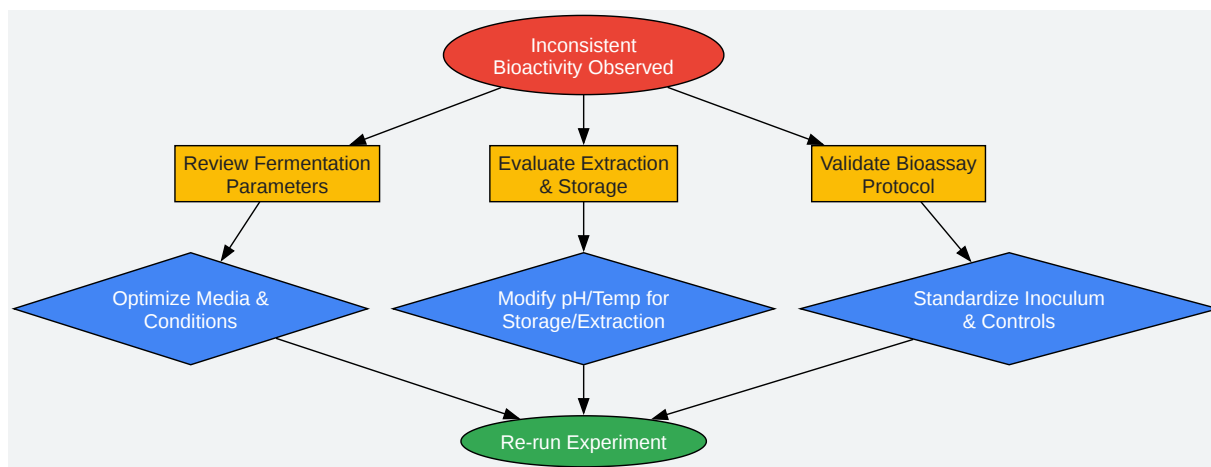 Inconsistent
Bioactivity Observed
Review Fermentation
Parameters
Evaluate Extraction
& Storage
Validate Bioassay
Protocol
Optimize Media &
Conditions
Modify pH/Temp for
Storage/Extraction
Standardize Inoculum
& Controls
Re-run Experiment